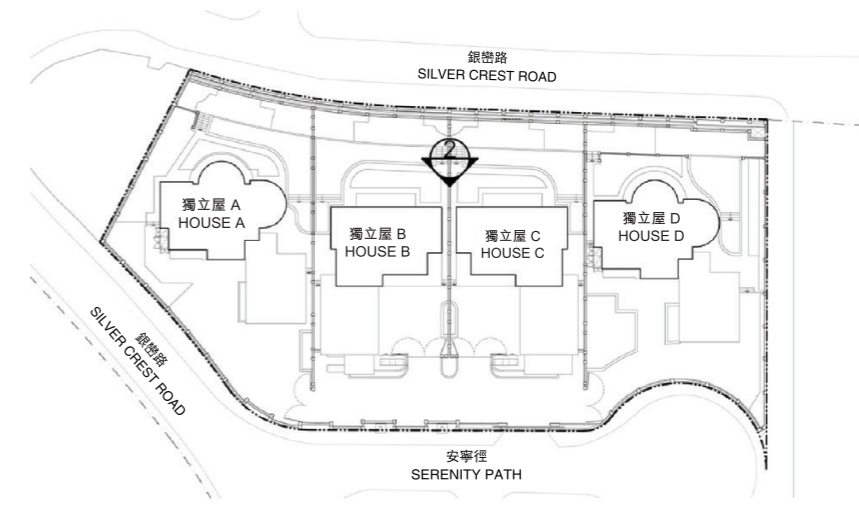 銀巒路
SILVER CREST ROAD
2
獨立屋 A
HOUSE A
獨立屋 B
HOUSE B
獨立屋 C
HOUSE C
獨立屋 D
HOUSE D
銀巒路
SILVER CREST ROAD
安寧徑
SERENITY PATH